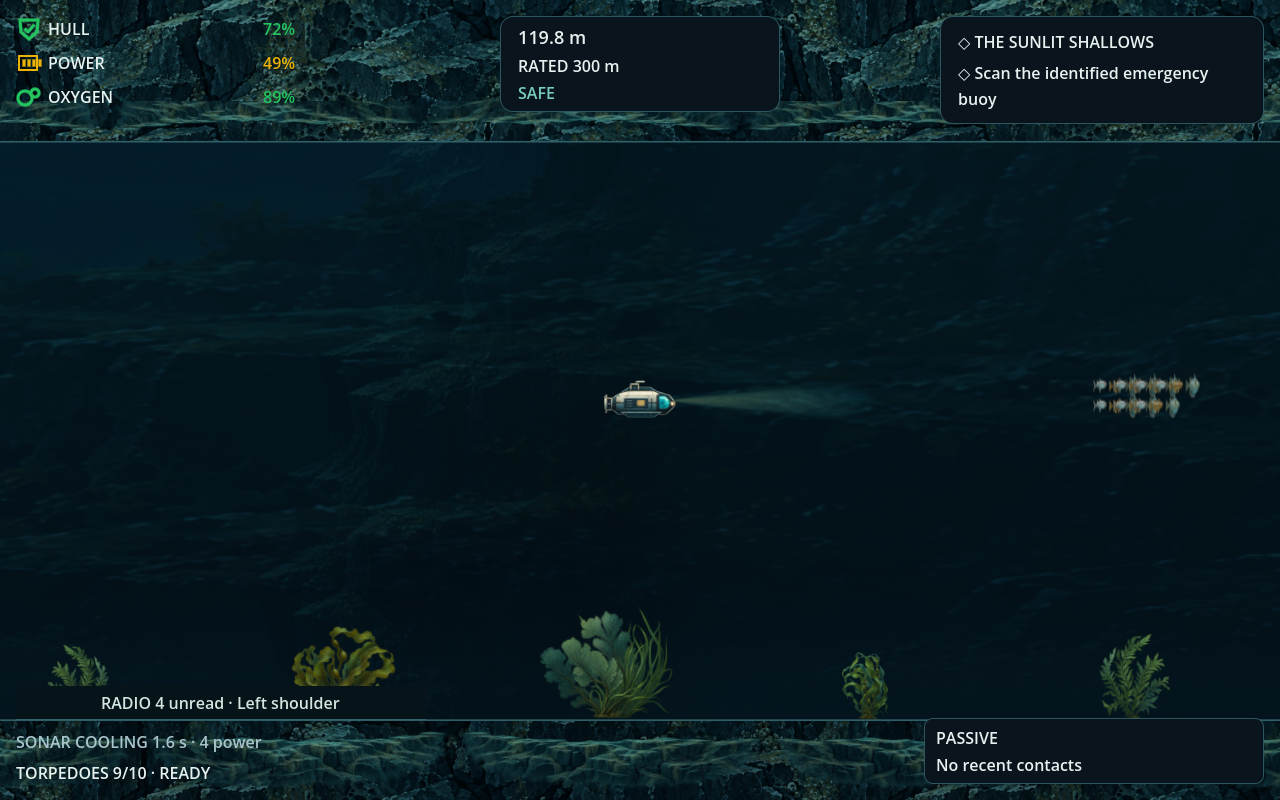 HULL 72%
POWER 49%
OXYGEN 89%
119.8 m
RATED 300 m
SAFE
◇ THE SUNLIT SHALLOWS
◇ Scan the identified emergency
buoy
RADIO 4 unread · Left shoulder
SONAR COOLING 1.6 s · 4 power
TORPEDOES 9/10 · READY
PASSIVE
No recent contacts